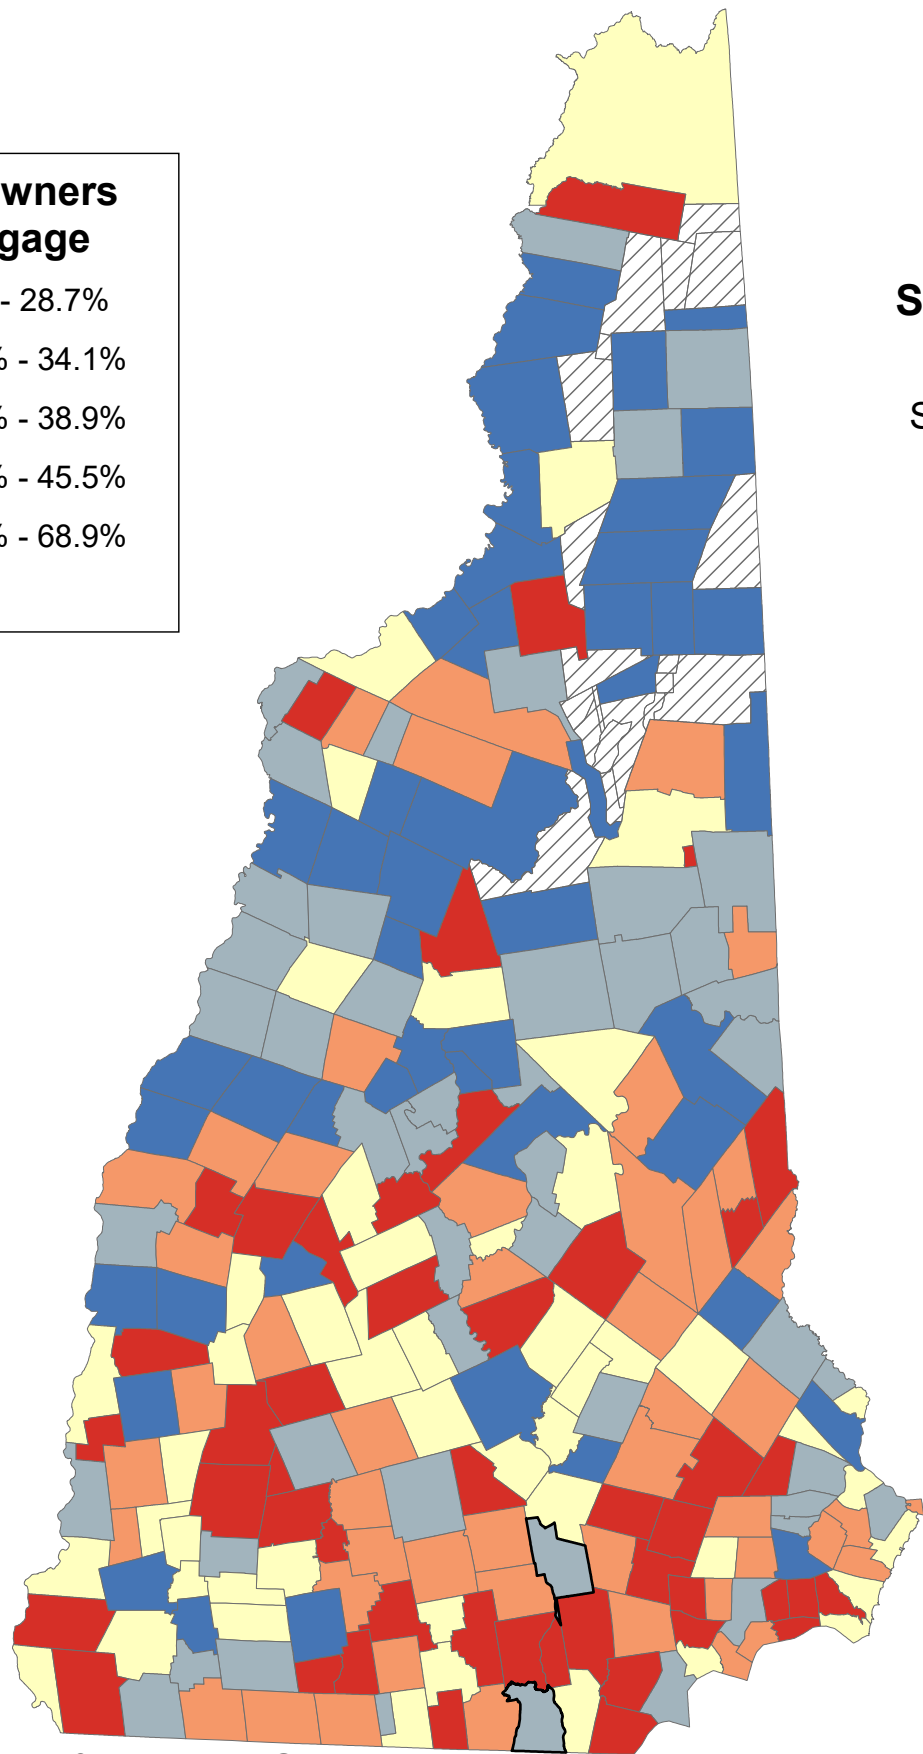 wners
gage
- 28.7%
% - 34.1%
% - 38.9%
% - 45.5%
% - 68.9%
S
S